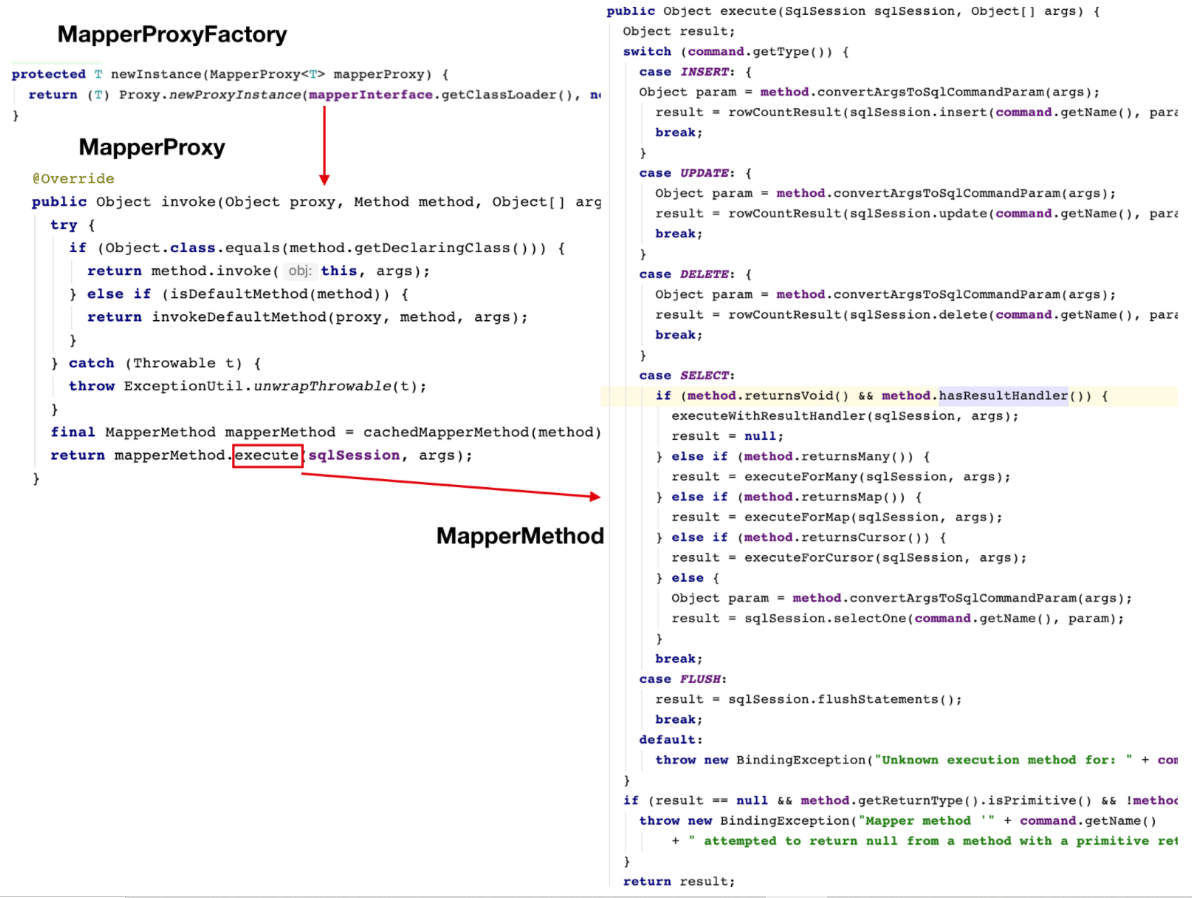 MapperProxyFactory
protected T newInstance(MapperProxy<T> mapperProxy) {
return (T) Proxy.newProxyInstance(mapperInterface.getClassLoader(), ne
}
MapperProxy
@Override
public Object invoke(Object proxy, Method method, Object[] arg
try {
if (Object.class.equals(method.getDeclaringClass())) {
return method.invoke( obj: this, args);
} else if (isDefaultMethod(method)) {
return invokeDefaultMethod(proxy, method, args);
}
} catch (Throwable t) {
throw ExceptionUtil.unwrapThrowable(t);
}
final MapperMethod mapperMethod = cachedMapperMethod(method)
return mapperMethod.execute(sqlSession, args);
}
MapperMethod
public Object execute(SqlSession sqlSession, Object[] args) {
Object result;
switch (command.getType()) {
case INSERT: {
Object param = method.convertArgsToSqlCommandParam(args);
result = rowCountResult(sqlSession.insert(command.getName(), para
break;
}
case UPDATE: {
Object param = method.convertArgsToSqlCommandParam(args);
result = rowCountResult(sqlSession.update(command.getName(), para
break;
}
case DELETE: {
Object param = method.convertArgsToSqlCommandParam(args);
result = rowCountResult(sqlSession.delete(command.getName(), para
break;
}
case SELECT:
if (method.returnsVoid() && method.hasResultHandler()) {
executeWithResultHandler(sqlSession, args);
result = null;
} else if (method.returnsMany()) {
result = executeForMany(sqlSession, args);
} else if (method.returnsMap()) {
result = executeForMap(sqlSession, args);
} else if (method.returnsCursor()) {
result = executeForCursor(sqlSession, args);
} else {
Object param = method.convertArgsToSqlCommandParam(args);
result = sqlSession.selectOne(command.getName(), param);
}
break;
case FLUSH:
result = sqlSession.flushStatements();
break;
default:
throw new BindingException("Unknown execution method for: " + com
}
if (result == null && method.getReturnType().isPrimitive() && !method
throw new BindingException("Mapper method '" + command.getName()
+ " attempted to return null from a method with a primitive ret
}
return result;